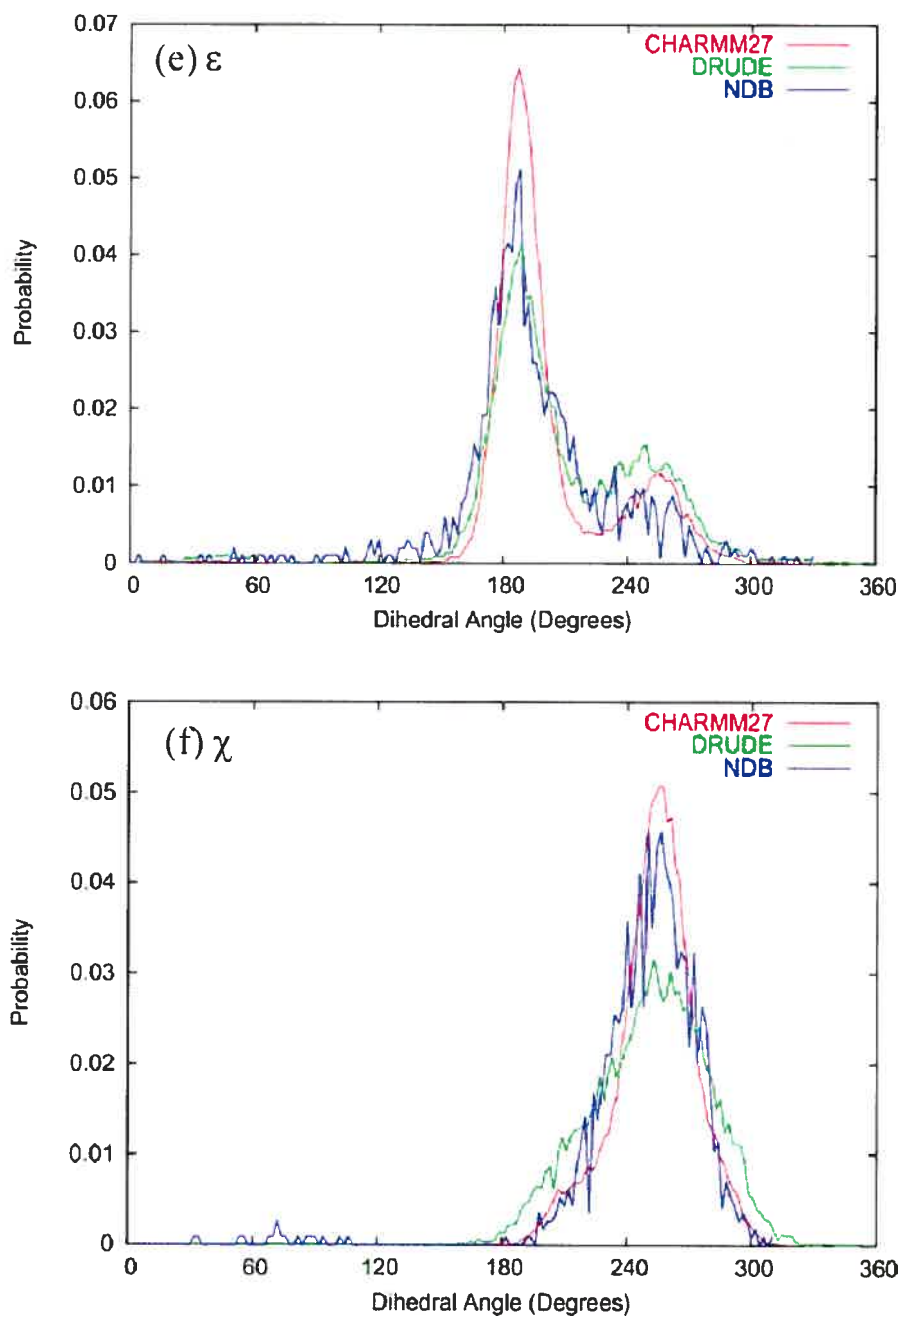 (e) ε
CHARMM27
DRUDE
NDB
0.07
0.06
0.05
0.04
0.03
0.02
0.01
0
Probability
0 60 120 180 240 300 360
Dihedral Angle (Degrees)
(f) χ
CHARMM27
DRUDE
NDB
0.06
0.05
0.04
0.03
0.02
0.01
0
Probability
0 60 120 180 240 300 360
Dihedral Angle (Degrees)